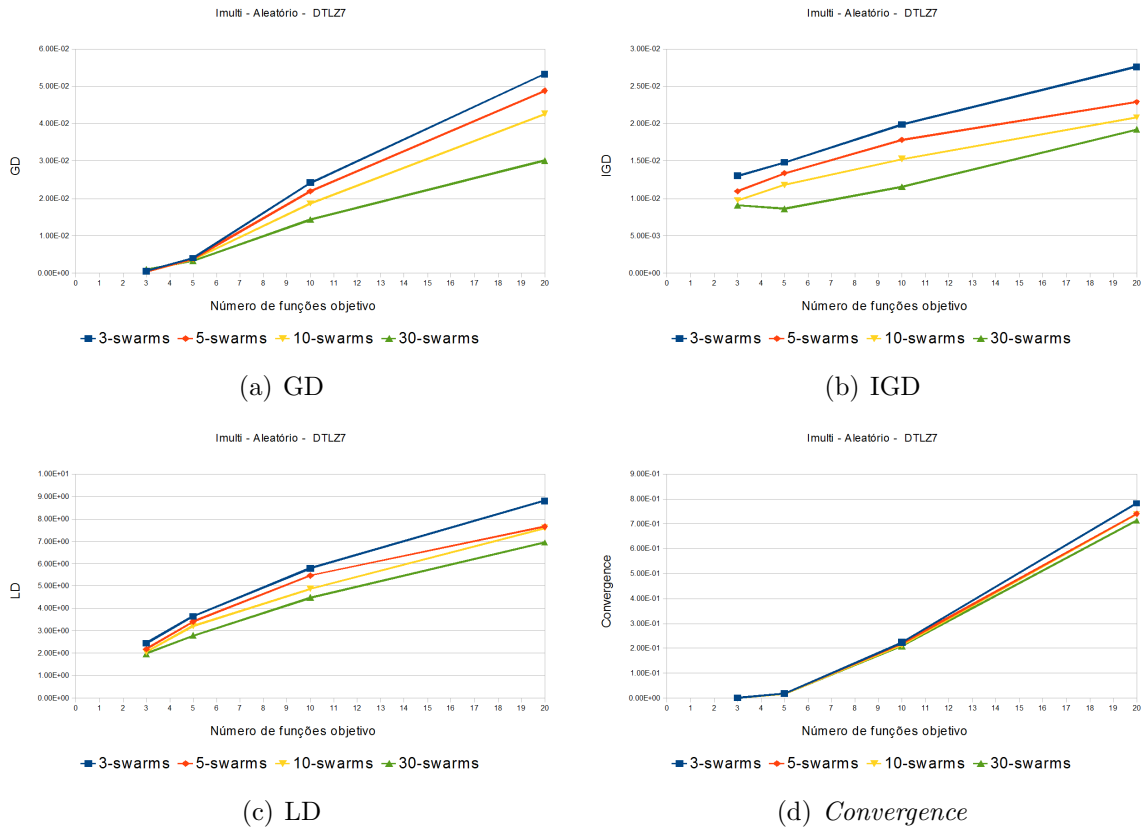 Imulti - Aleatório - DTLZ7
6.00E-02
5.00E-02
4.00E-02
3.00E-02
2.00E-02
1.00E-02
0.00E+00
GD
0 1 2 3 4 5 6 7 8 9 10 11 12 13 14 15 16 17 18 19 20
Número de funções objetivo
3-swarms 5-swarms 10-swarms 30-swarms
(a) GD
Imulti - Aleatório - DTLZ7
3.00E-02
2.50E-02
2.00E-02
1.50E-02
1.00E-02
5.00E-03
0.00E+00
IGD
0 1 2 3 4 5 6 7 8 9 10 11 12 13 14 15 16 17 18 19 20
Número de funções objetivo
3-swarms 5-swarms 10-swarms 30-swarms
(b) IGD
Imulti - Aleatório - DTLZ7
1.00E+01
9.00E+00
8.00E+00
7.00E+00
6.00E+00
5.00E+00
4.00E+00
3.00E+00
2.00E+00
1.00E+00
0.00E+00
LD
0 1 2 3 4 5 6 7 8 9 10 11 12 13 14 15 16 17 18 19 20
Número de funções objetivo
3-swarms 5-swarms 10-swarms 30-swarms
(c) LD
Imulti - Aleatório - DTLZ7
9.00E-01
8.00E-01
7.00E-01
6.00E-01
5.00E-01
4.00E-01
3.00E-01
2.00E-01
1.00E-01
0.00E+00
Convergence
0 1 2 3 4 5 6 7 8 9 10 11 12 13 14 15 16 17 18 19 20
Número de funções objetivo
3-swarms 5-swarms 10-swarms 30-swarms
(d) Convergence